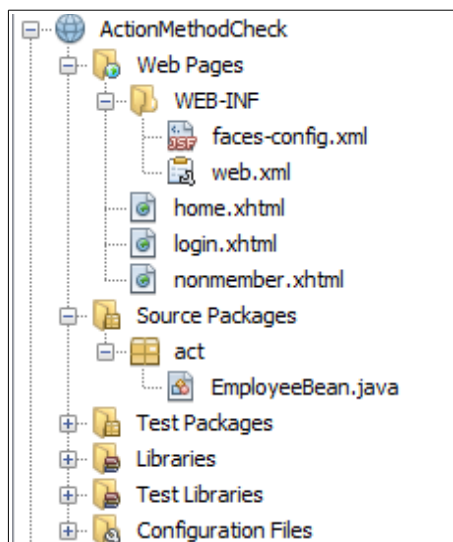 ActionMethodCheck
Web Pages
WEB-INF
faces-config.xml
web.xml
home.xhtml
login.xhtml
nonmember.xhtml
Source Packages
act
EmployeeBean.java
Test Packages
Libraries
Test Libraries
Configuration Files